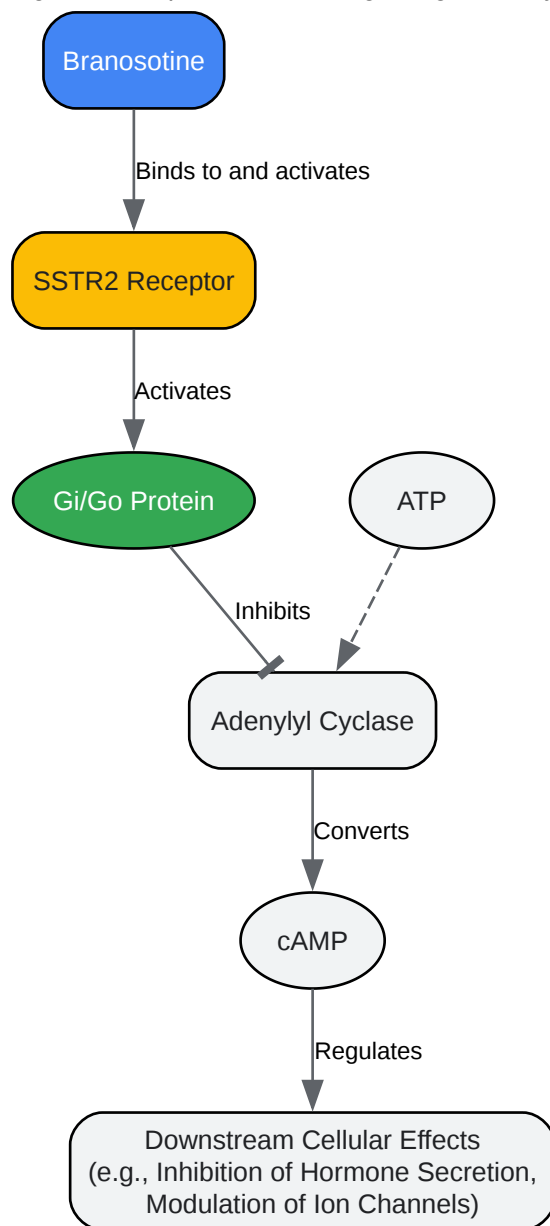 Branosotine
Binds to and activates
SSTR2 Receptor
Activates
Gi/Go Protein
ATP
Inhibits
Adenylyl Cyclase
Converts
cAMP
Regulates
Downstream Cellular Effects
(e.g., Inhibition of Hormone Secretion,
Modulation of Ion Channels)